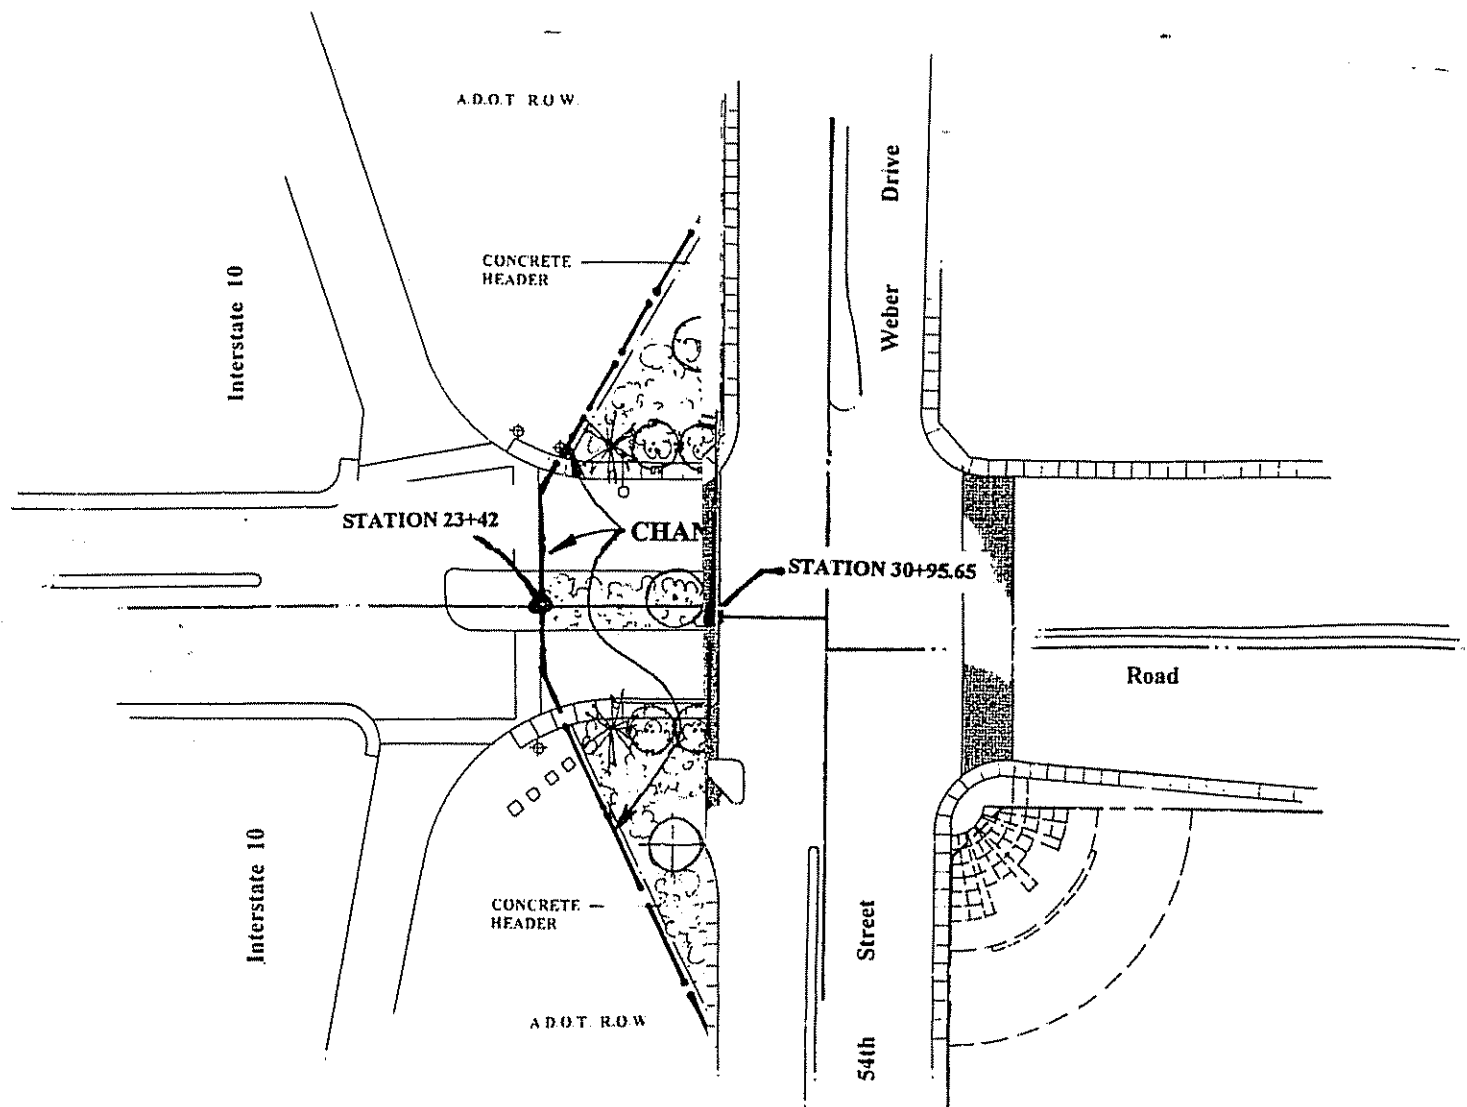 A.D.O.T R.O.W.
Weber Drive
CONCRETE
HEADER
Interstate 10
STATION 23+42
CHAN
STATION 30+95.65
Road
Interstate 10
CONCRETE
HEADER
54th Street
A.D.O.T. R.O.W